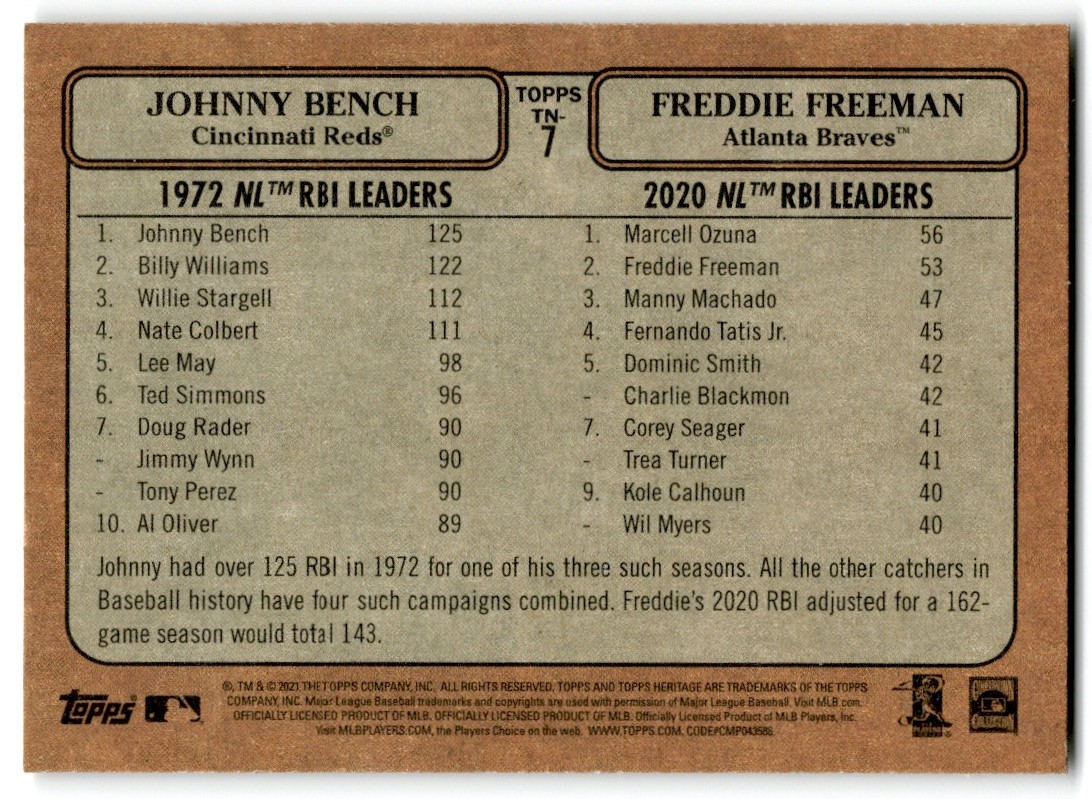 JOHNNY BENCH
Cincinnati Reds®
TOPPS
TN-
7
FREDDIE FREEMAN
Atlanta Braves™
1972 NL™ RBI LEADERS
1. Johnny Bench 125
2. Billy Williams 122
3. Willie Stargell 112
4. Nate Colbert 111
5. Lee May 98
6. Ted Simmons 96
7. Doug Rader 90
- Jimmy Wynn 90
- Tony Perez 90
10. Al Oliver 89
2020 NL™ RBI LEADERS
1. Marcell Ozuna 56
2. Freddie Freeman 53
3. Manny Machado 47
4. Fernando Tatis Jr. 45
5. Dominic Smith 42
- Charlie Blackmon 42
7. Corey Seager 41
- Trea Turner 41
9. Kole Calhoun 40
- Wil Myers 40
Johnny had over 125 RBI in 1972 for one of his three such seasons. All the other catchers in
Baseball history have four such campaigns combined. Freddie's 2020 RBI adjusted for a 162-
game season would total 143.
topps®
®, TM & © 2021 THE TOPPS COMPANY, INC. ALL RIGHTS RESERVED. TOPPS AND TOPPS HERITAGE ARE TRADEMARKS OF THE TOPPS
COMPANY, INC. Major League Baseball trademarks and copyrights are used with permission of Major League Baseball. Visit MLB.com.
OFFICIALLY LICENSED PRODUCT OF MLB. OFFICIALLY LICENSED PRODUCT OF MLB. Officially Licensed Product of MLB Players, Inc.
Visit MLBPLAYERS.COM, the Players Choice on the web. WWW.TOPPS.COM. CODE#CMP043588